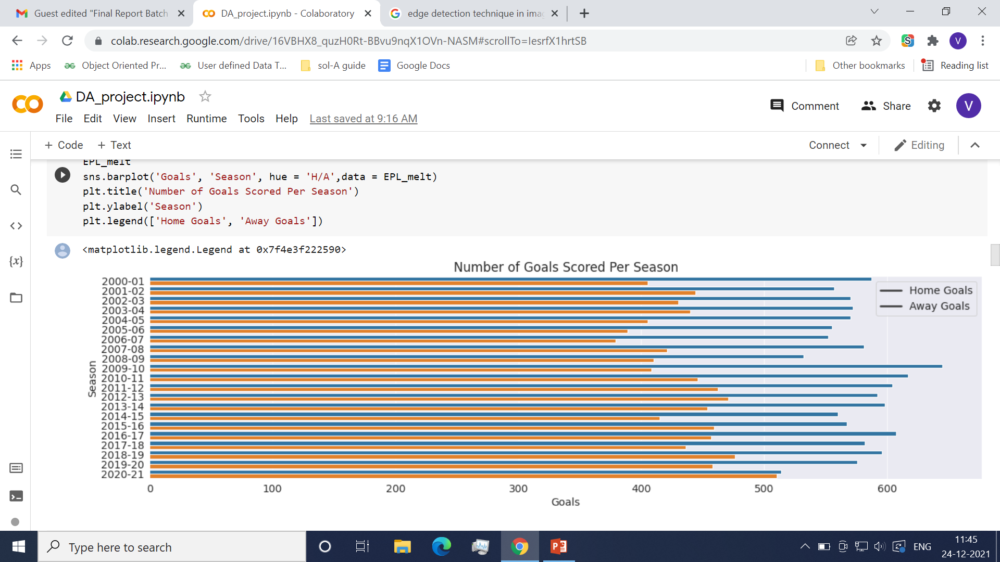 Guest edited "Final Report Batch
DA_project.ipynb - Colaboratory
edge detection technique in imag
colab.research.google.com/drive/16VBHX8_quzH0Rt-BBvu9nqX1OVn-NASM#scrollTo=IesrfX1hrtSB
S
V
Apps
Object Oriented Pr...
User defined Data T...
sol-A guide
Google Docs
Other bookmarks
Reading list
DA_project.ipynb
Comment
Share
V
File Edit View Insert Runtime Tools Help Last saved at 9:16 AM
+ Code + Text
Connect
Editing
EPL_melt
sns.barplot('Goals', 'Season', hue = 'H/A',data = EPL_melt)
plt.title('Number of Goals Scored Per Season')
plt.ylabel('Season')
plt.legend(['Home Goals', 'Away Goals'])
{x}
<matplotlib.legend.Legend at 0x7f4e3f222590>
Number of Goals Scored Per Season
Home Goals
Away Goals
Season
2000-01
2001-02
2002-03
2003-04
2004-05
2005-06
2006-07
2007-08
2008-09
2009-10
2010-11
2011-12
2012-13
2013-14
2014-15
2015-16
2016-17
2017-18
2018-19
2019-20
2020-21
0 100 200 300 400 500 600
Goals
Type here to search
P
ENG
11:45
24-12-2021